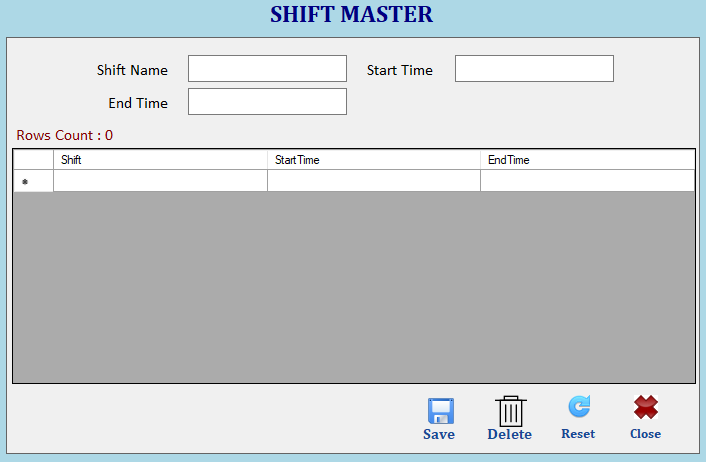 SHIFT MASTER
Shift Name Start Time
End Time
Rows Count : 0
Shift StartTime EndTime
*
Save Delete Reset Close